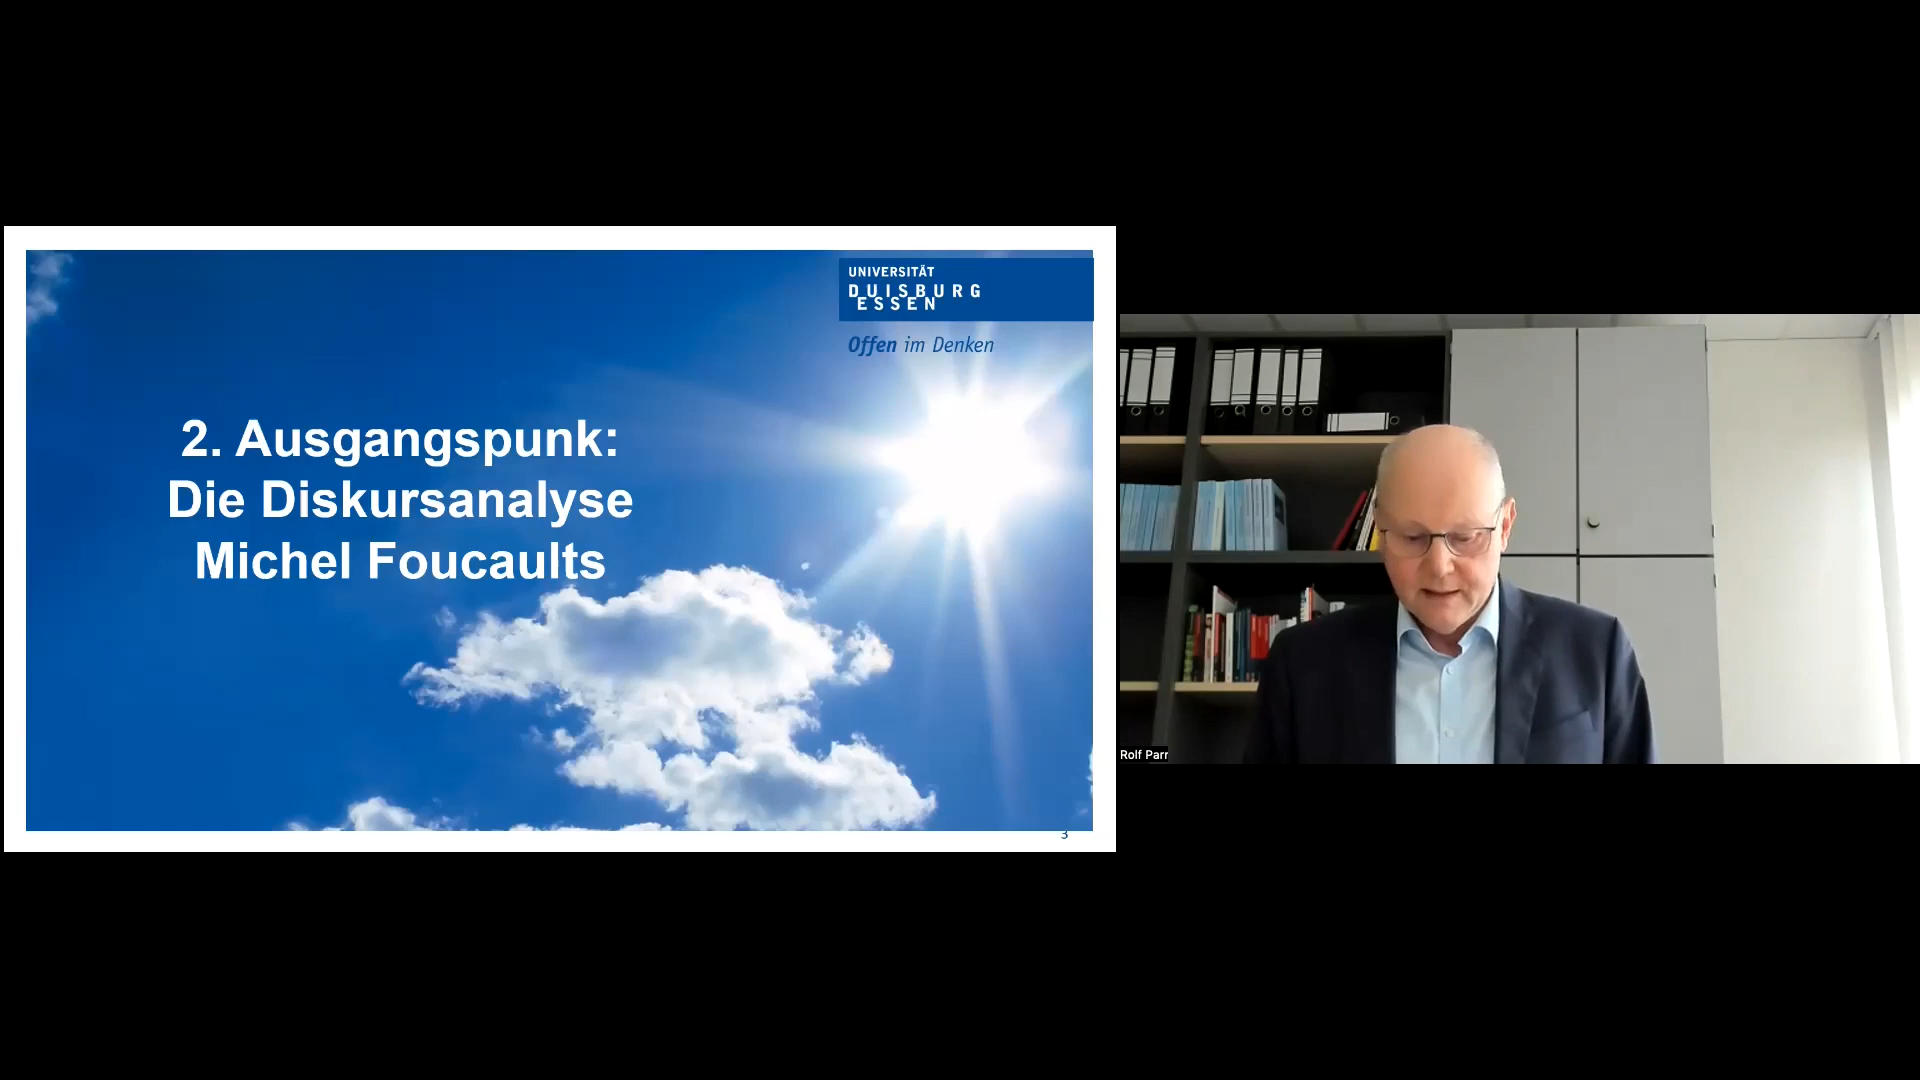 UNIVERSITÄT
DUISBURG
ESSEN
Offen im Denken
2. Ausgangspunk:
Die Diskursanalyse
Michel Foucaults
3
Rolf Parr